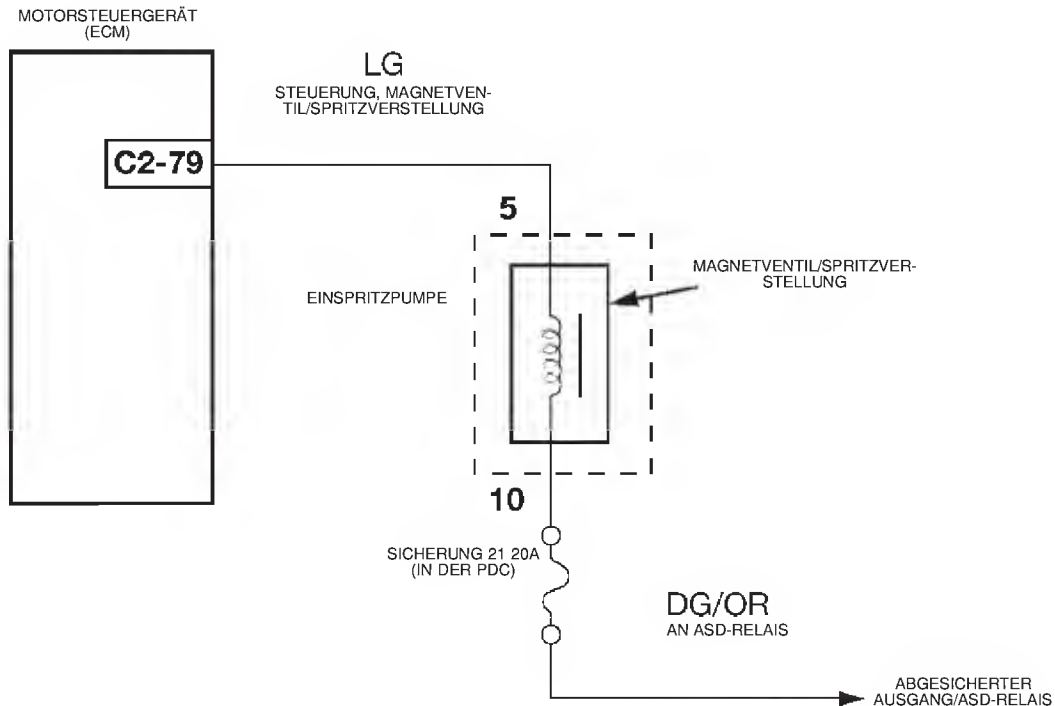 MOTORSTEUERGERÄT
(ECM)
LG
STEUERUNG, MAGNETVEN-
TIL/SPRITZVERSTELLUNG
C2-79
5
MAGNETVENTIL/SPRITZVER-
STELLUNG
EINSPRITZPUMPE
10
SICHERUNG 21 20A
(IN DER PDC)
DG/OR
AN ASD-RELAIS
ABGESICHERTER
AUSGANG/ASD-RELAIS